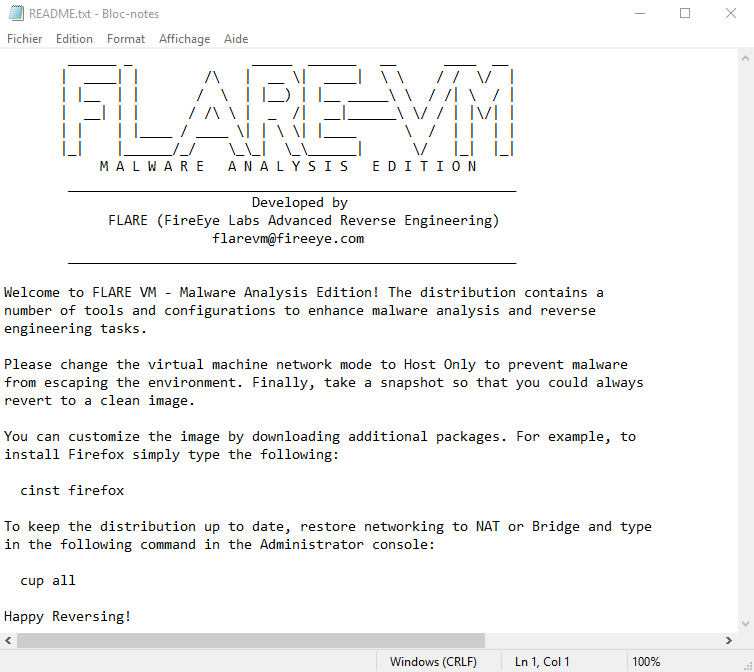 README.txt - Bloc-notes
Fichier Edition Format Affichage Aide
FLARE-VM
M A L W A R E   A N A L Y S I S   E D I T I O N
Developed by
FLARE (FireEye Labs Advanced Reverse Engineering)
flarevm@fireeye.com
Welcome to FLARE VM - Malware Analysis Edition! The distribution contains a
number of tools and configurations to enhance malware analysis and reverse
engineering tasks.
Please change the virtual machine network mode to Host Only to prevent malware
from escaping the environment. Finally, take a snapshot so that you could always
revert to a clean image.
You can customize the image by downloading additional packages. For example, to
install Firefox simply type the following:
cinst firefox
To keep the distribution up to date, restore networking to NAT or Bridge and type
in the following command in the Administrator console:
cup all
Happy Reversing!
Windows (CRLF) Ln 1, Col 1 100%